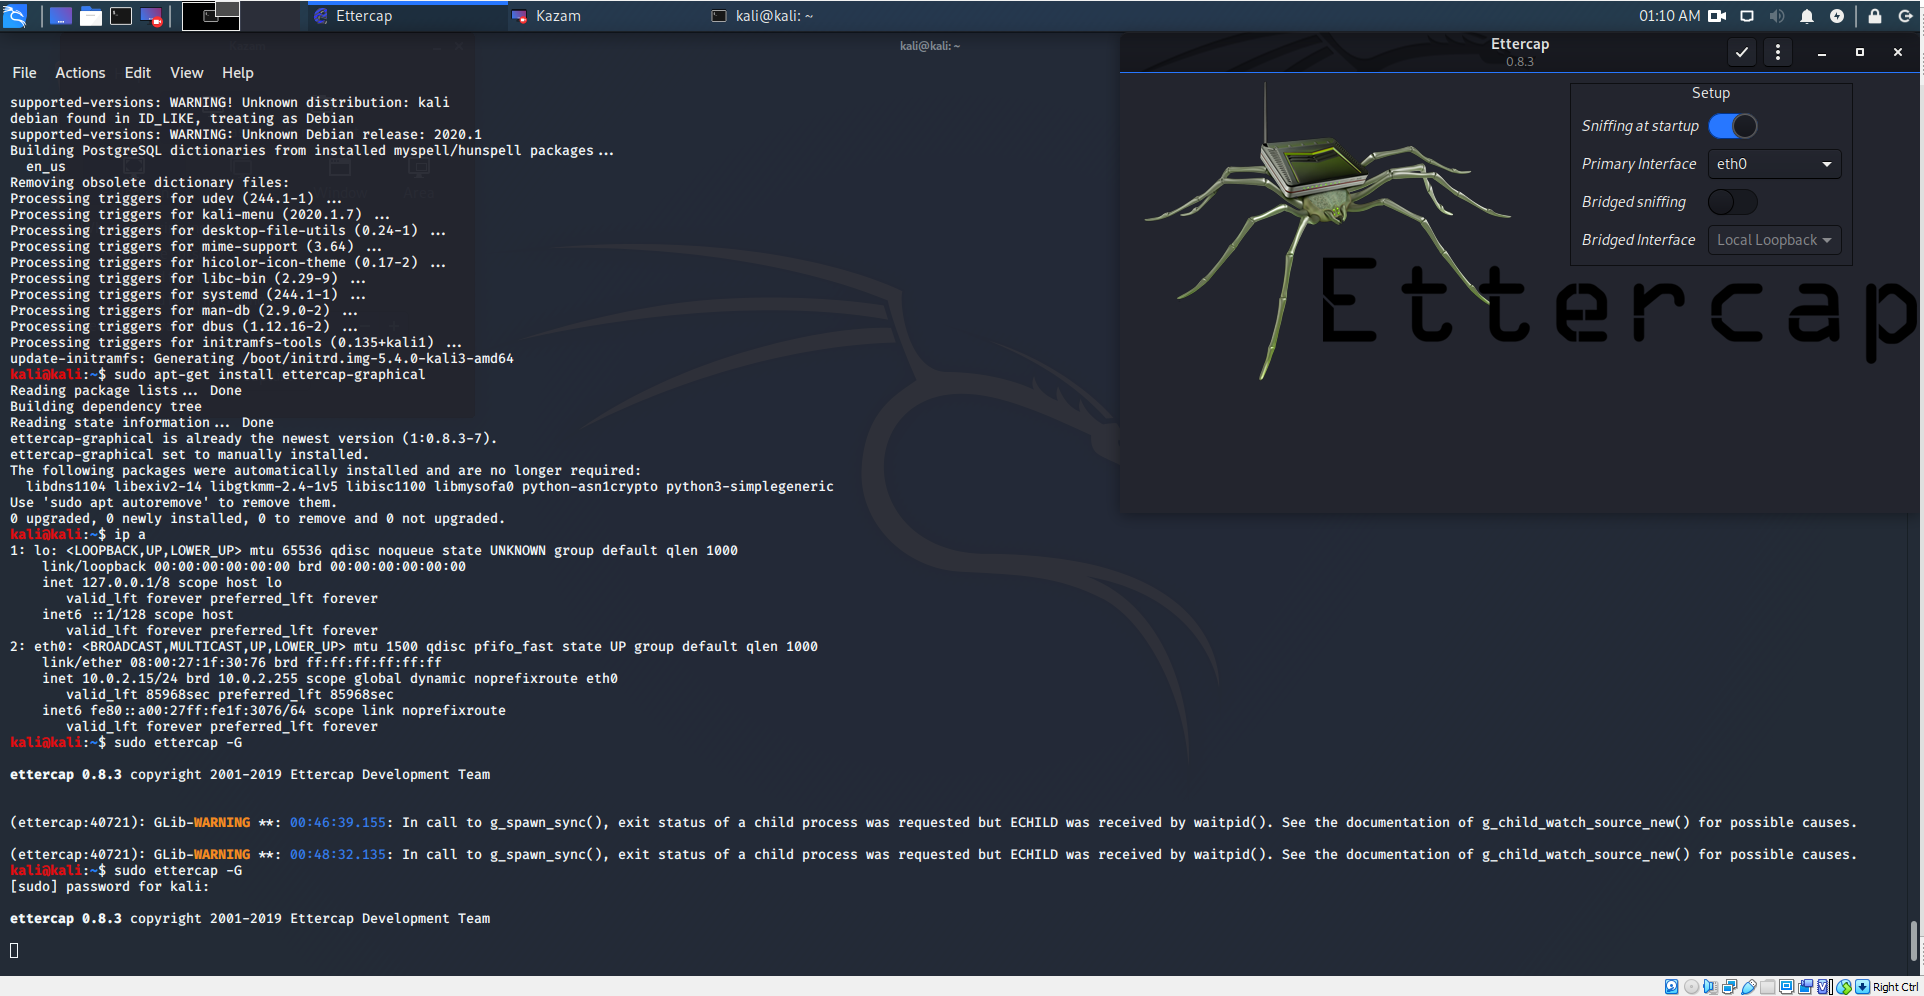 Ettercap
Kazam
kali@kali: ~
01:10 AM
kali@kali: ~
File Actions Edit View Help
supported-versions: WARNING! Unknown distribution: kali
debian found in ID_LIKE, treating as Debian
supported-versions: WARNING: Unknown Debian release: 2020.1
Building PostgreSQL dictionaries from installed myspell/hunspell packages...
  en_us
Removing obsolete dictionary files:
Processing triggers for udev (244.1-1) ...
Processing triggers for kali-menu (2020.1.7) ...
Processing triggers for desktop-file-utils (0.24-1) ...
Processing triggers for mime-support (3.64) ...
Processing triggers for hicolor-icon-theme (0.17-2) ...
Processing triggers for libc-bin (2.29-9) ...
Processing triggers for systemd (244.1-1) ...
Processing triggers for man-db (2.9.0-2) ...
Processing triggers for dbus (1.12.16-2) ...
Processing triggers for initramfs-tools (0.135+kali1) ...
update-initramfs: Generating /boot/initrd.img-5.4.0-kali3-amd64
kali@kali:~$ sudo apt-get install ettercap-graphical
Reading package lists... Done
Building dependency tree
Reading state information... Done
ettercap-graphical is already the newest version (1:0.8.3-7).
ettercap-graphical set to manually installed.
The following packages were automatically installed and are no longer required:
  libdns1104 libexiv2-14 libgtkmm-2.4-1v5 libisc1100 libmysofa0 python-asn1crypto python3-simplegeneric
Use 'sudo apt autoremove' to remove them.
0 upgraded, 0 newly installed, 0 to remove and 0 not upgraded.
kali@kali:~$ ip a
1: lo: <LOOPBACK,UP,LOWER_UP> mtu 65536 qdisc noqueue state UNKNOWN group default qlen 1000
    link/loopback 00:00:00:00:00:00 brd 00:00:00:00:00:00
    inet 127.0.0.1/8 scope host lo
       valid_lft forever preferred_lft forever
    inet6 ::1/128 scope host
       valid_lft forever preferred_lft forever
2: eth0: <BROADCAST,MULTICAST,UP,LOWER_UP> mtu 1500 qdisc pfifo_fast state UP group default qlen 1000
    link/ether 08:00:27:1f:30:76 brd ff:ff:ff:ff:ff:ff
    inet 10.0.2.15/24 brd 10.0.2.255 scope global dynamic noprefixroute eth0
       valid_lft 85968sec preferred_lft 85968sec
    inet6 fe80::a00:27ff:fe1f:3076/64 scope link noprefixroute
       valid_lft forever preferred_lft forever
kali@kali:~$ sudo ettercap -G
ettercap 0.8.3 copyright 2001-2019 Ettercap Development Team
(ettercap:40721): GLib-WARNING **: 00:46:39.155: In call to g_spawn_sync(), exit status of a child process was requested but ECHILD was received by waitpid(). See the documentation of g_child_watch_source_new() for possible causes.
(ettercap:40721): GLib-WARNING **: 00:48:32.135: In call to g_spawn_sync(), exit status of a child process was requested but ECHILD was received by waitpid(). See the documentation of g_child_watch_source_new() for possible causes.
kali@kali:~$ sudo ettercap -G
[sudo] password for kali:
ettercap 0.8.3 copyright 2001-2019 Ettercap Development Team
Ettercap
0.8.3
Setup
Sniffing at startup
Primary Interface eth0
Bridged sniffing
Bridged Interface Local Loopback
Ettercap
Right Ctrl